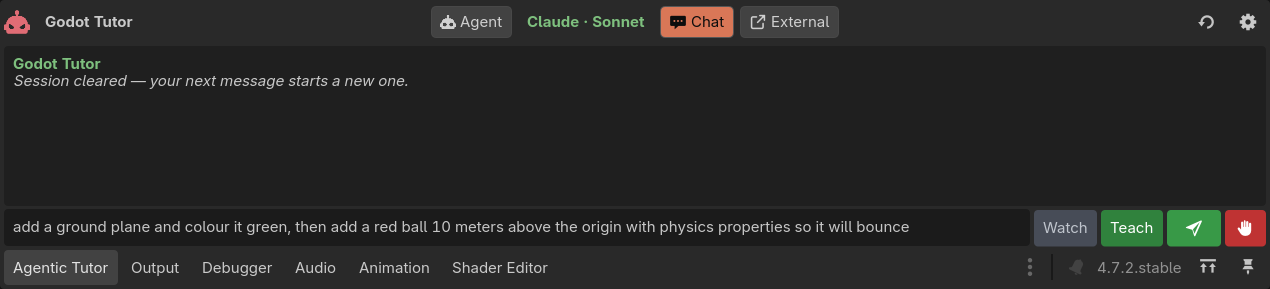 Godot Tutor Agent Claude · Sonnet Chat External
Godot Tutor
Session cleared — your next message starts a new one.
add a ground plane and colour it green, then add a red ball 10 meters above the origin with physics properties so it will bounce Watch Teach
Agentic Tutor Output Debugger Audio Animation Shader Editor 4.7.2.stable